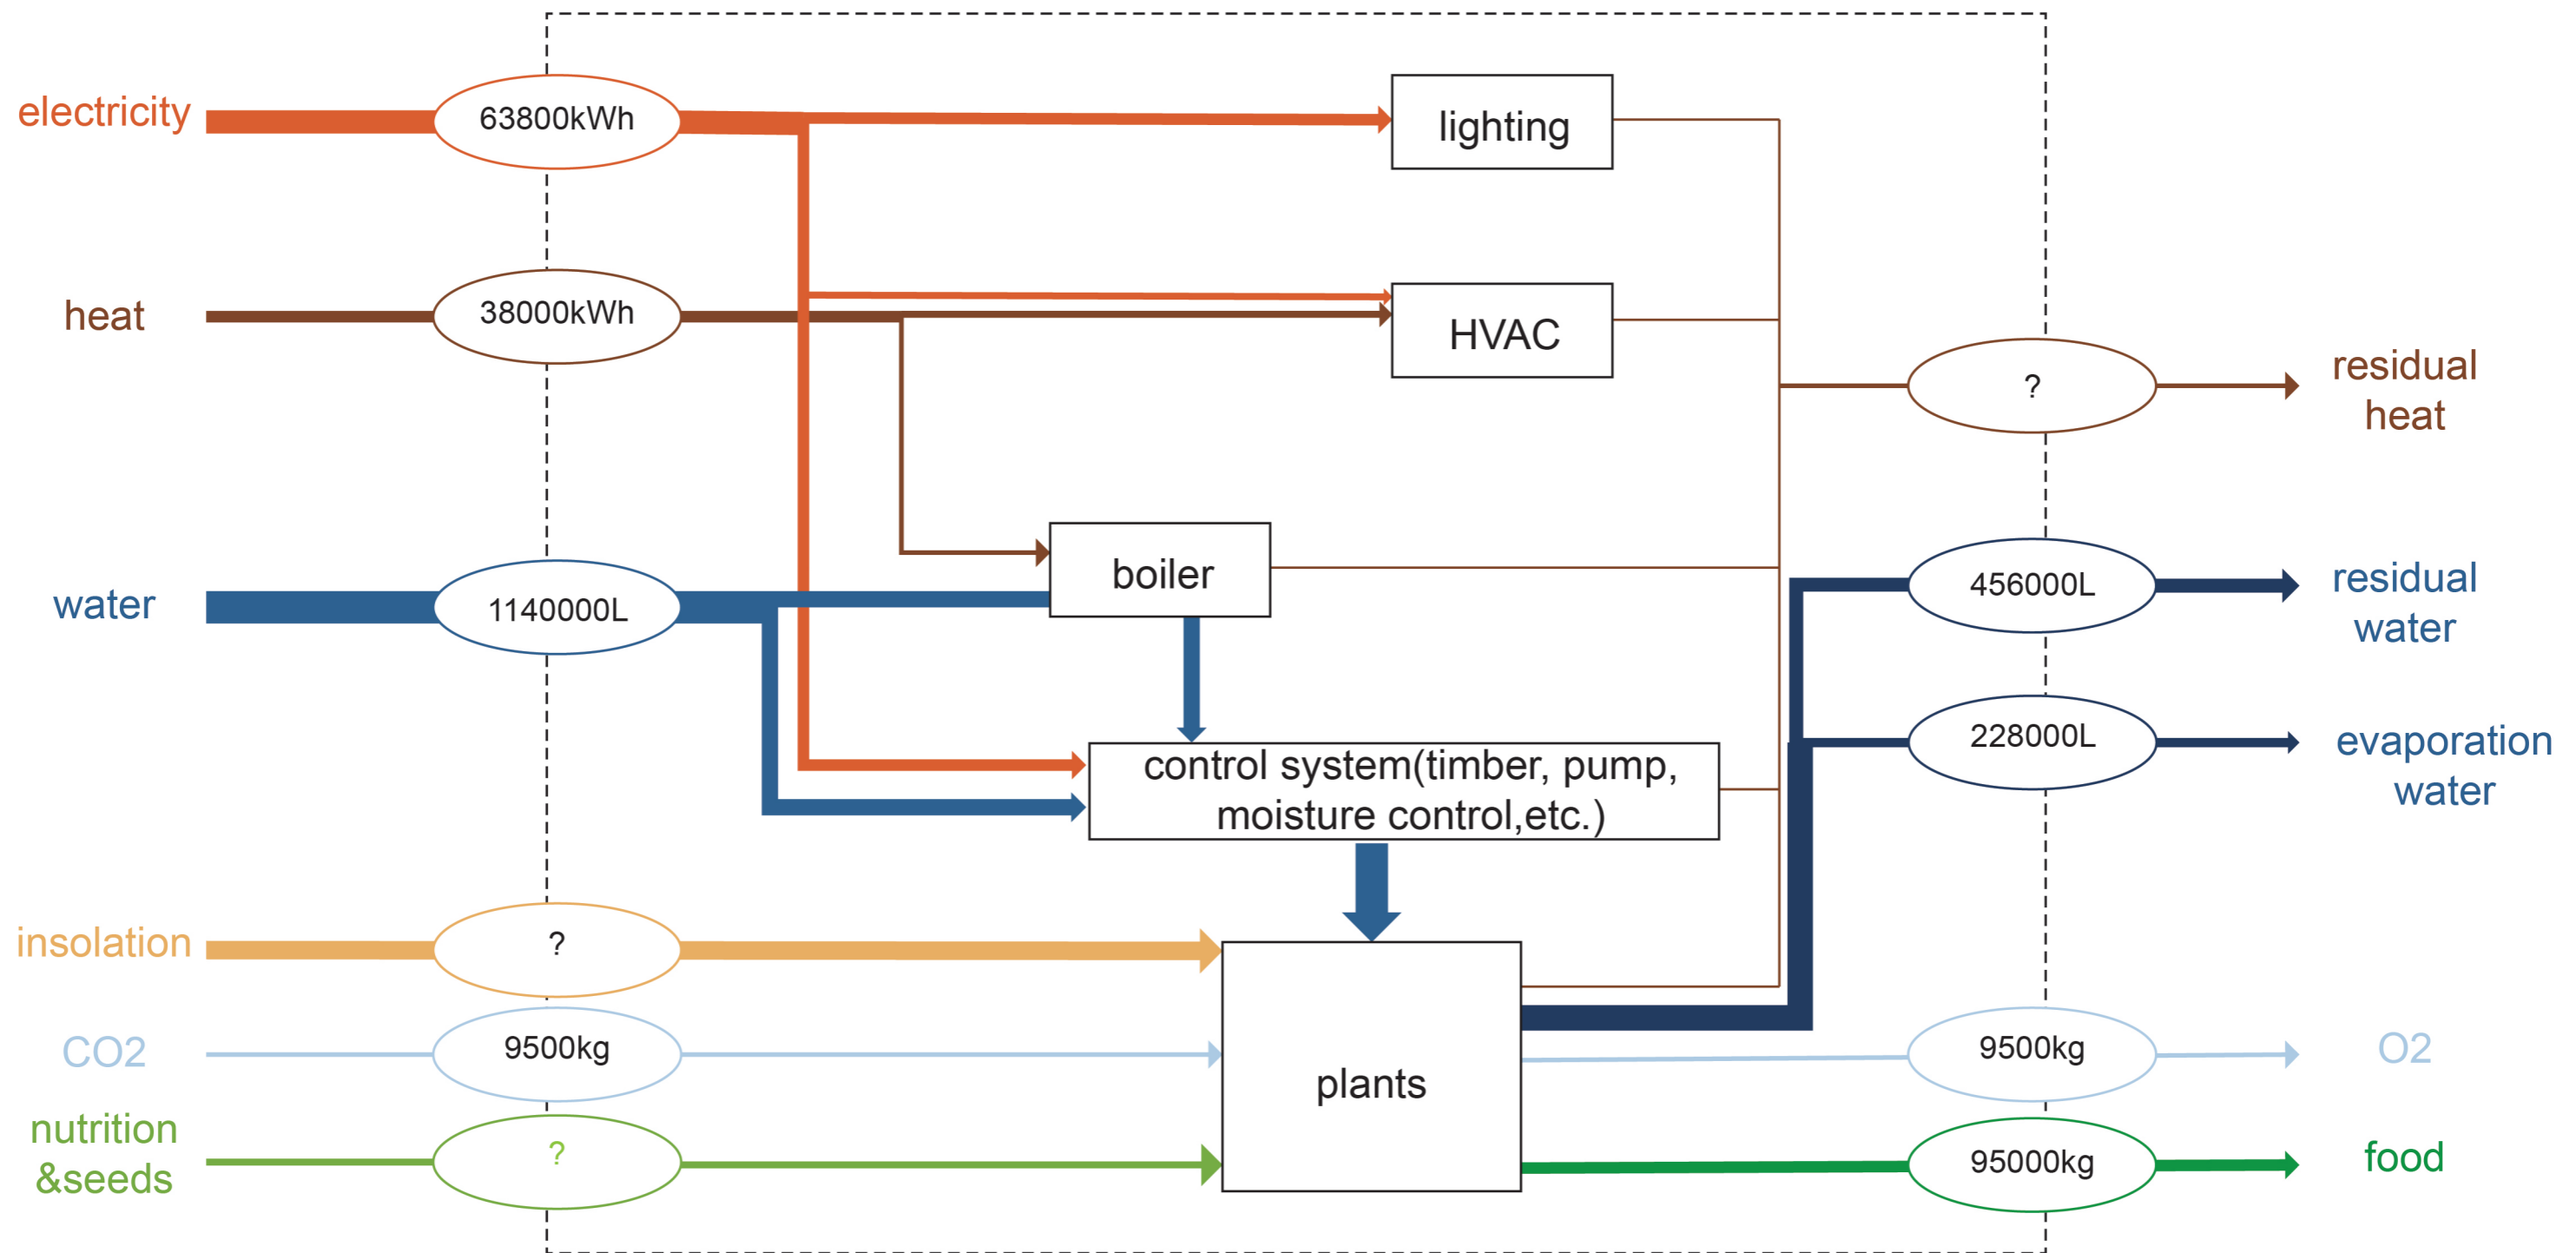 electricity
63800kWh
lighting
heat
38000kWh
HVAC
?
residual
heat
boiler
water
1140000L
456000L
residual
water
control system(timber, pump,
moisture control,etc.)
228000L
evaporation
water
insolation
?
CO2
9500kg
plants
9500kg
O2
nutrition
&seeds
?
95000kg
food